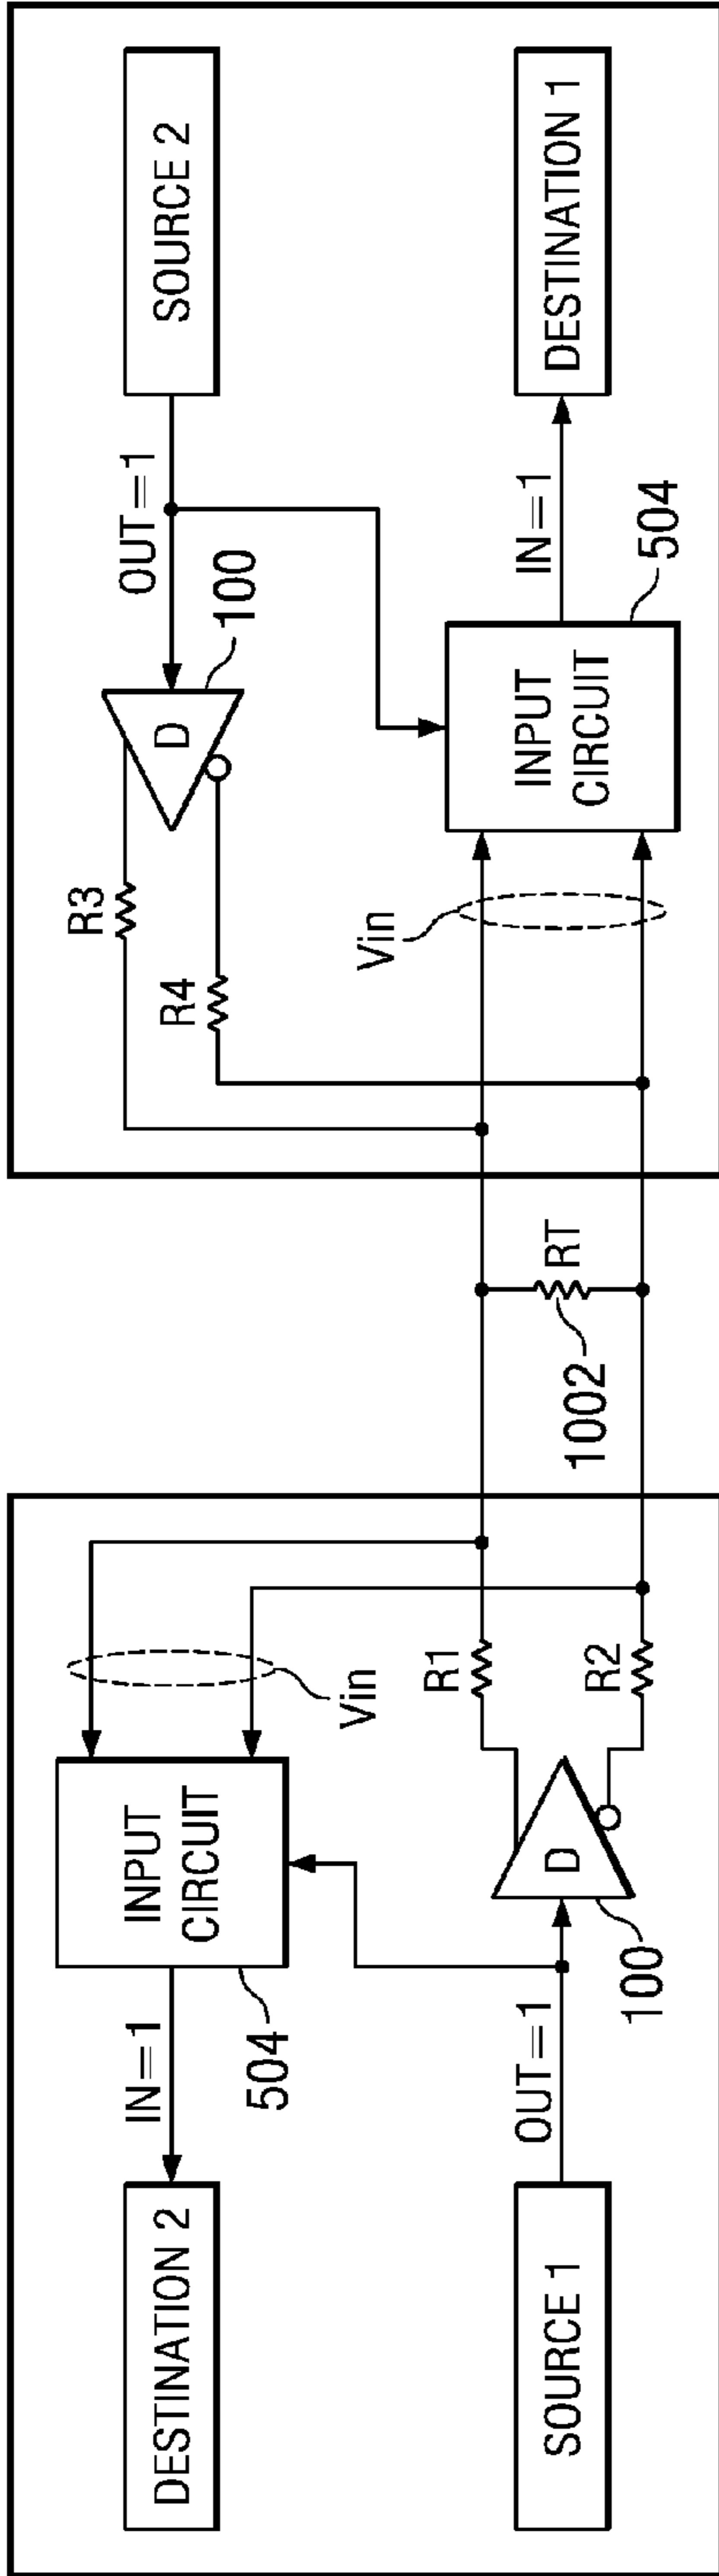 DESTINATION 2
IN=1
INPUT
CIRCUIT
504
Vin
SOURCE 1
OUT=1
D
100
R1
R2
RT
1002
SOURCE 2
OUT=1
D
100
R3
R4
Vin
INPUT
CIRCUIT
504
IN=1
DESTINATION 1